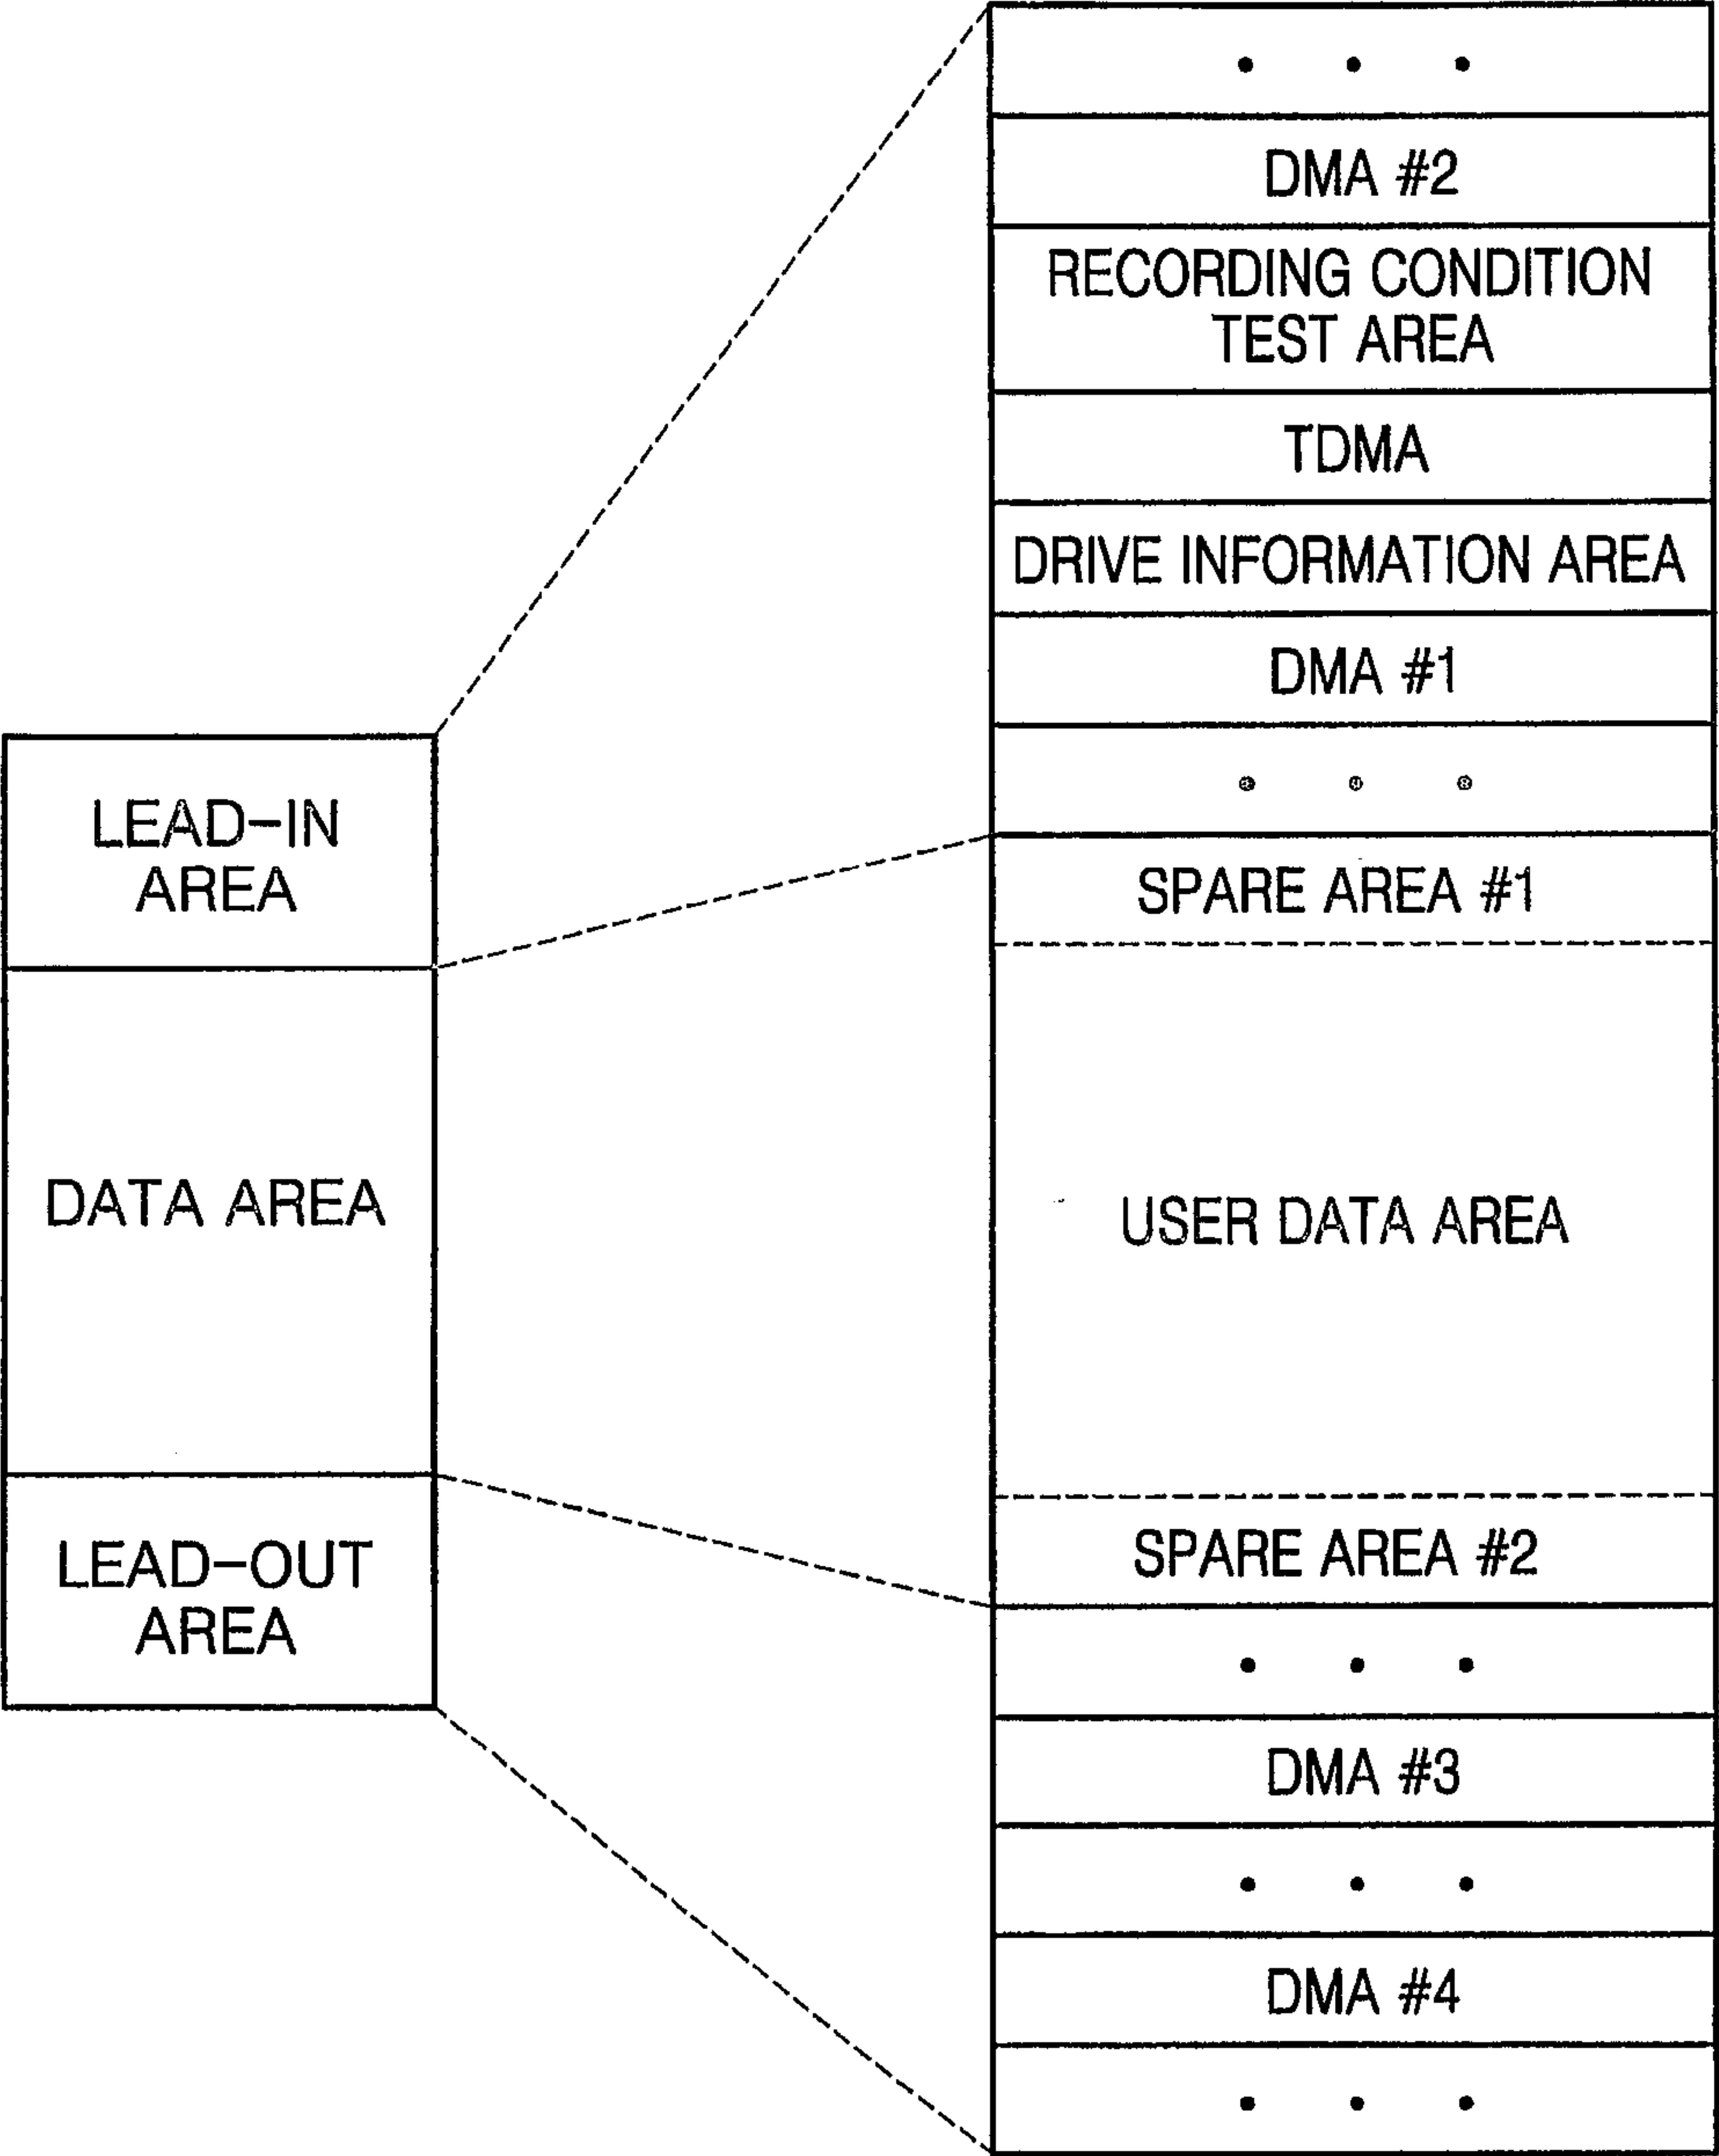 LEAD-IN
AREA
DATA AREA
LEAD-OUT
AREA
• • •
DMA #2
RECORDING CONDITION
TEST AREA
TDMA
DRIVE INFORMATION AREA
DMA #1
• • •
SPARE AREA #1
USER DATA AREA
SPARE AREA #2
• • •
DMA #3
• • •
DMA #4
• • •